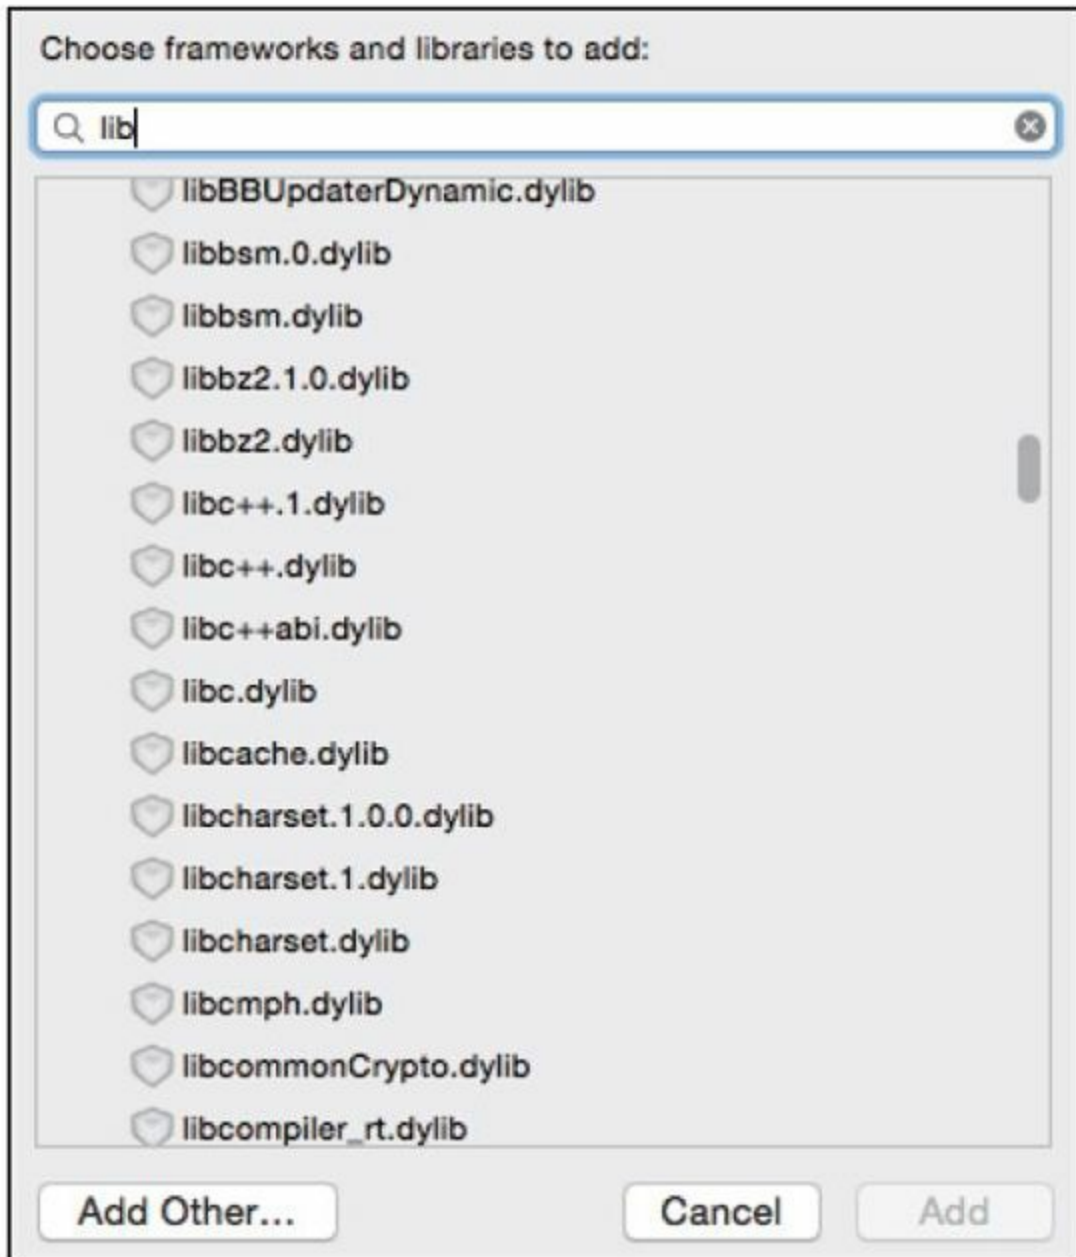 Choose frameworks and libraries to add:
lib
libBBUpdaterDynamic.dylib
libbsm.0.dylib
libbsm.dylib
libbz2.1.0.dylib
libbz2.dylib
libc++.1.dylib
libc++.dylib
libc++abi.dylib
libc.dylib
libcache.dylib
libcharset.1.0.0.dylib
libcharset.1.dylib
libcharset.dylib
libcmph.dylib
libcommonCrypto.dylib
libcompiler_rt.dylib
Add Other... Cancel Add